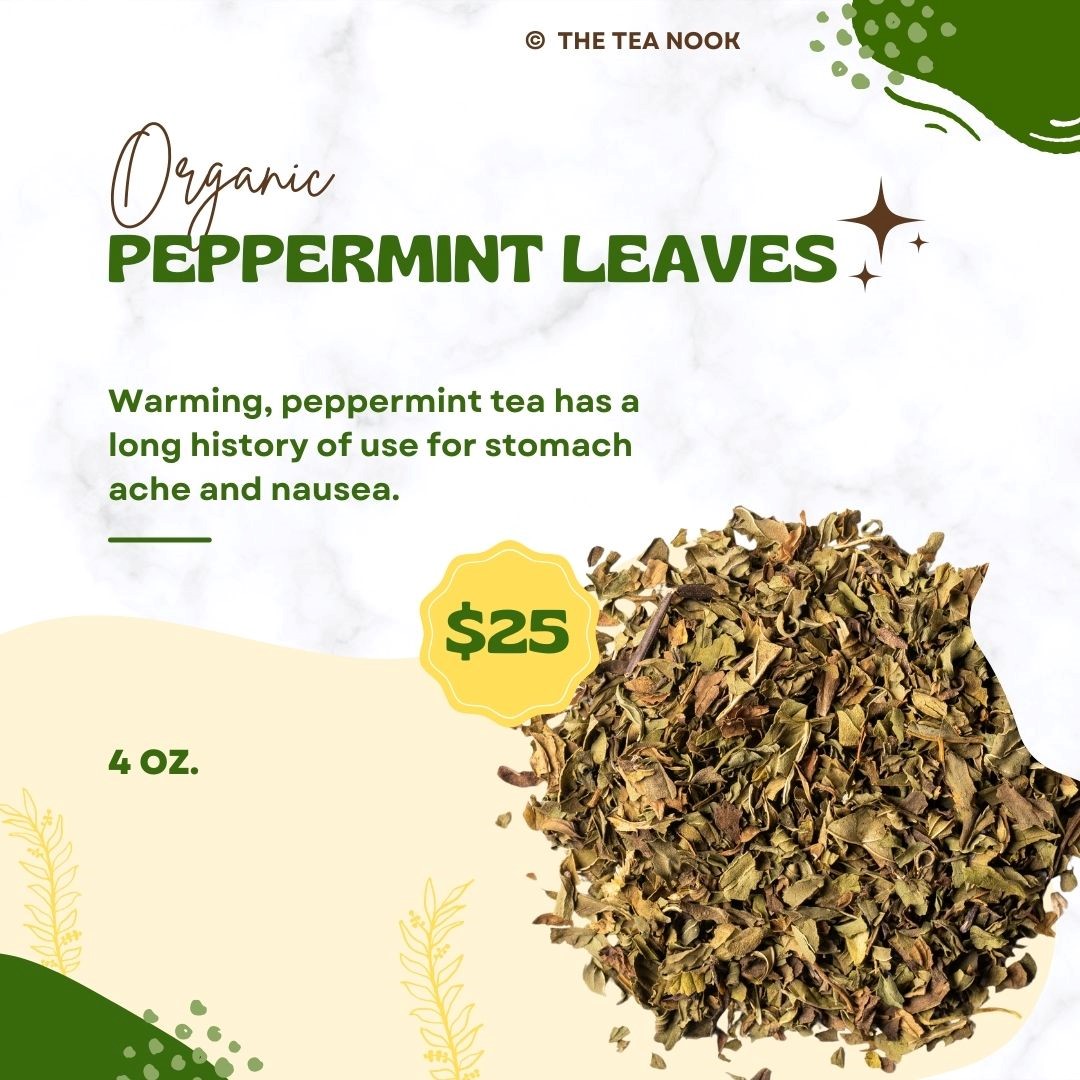 © THE TEA NOOK
Organic
PEPPERMINT LEAVES
Warming, peppermint tea has a
long history of use for stomach
ache and nausea.
$25
4 OZ.